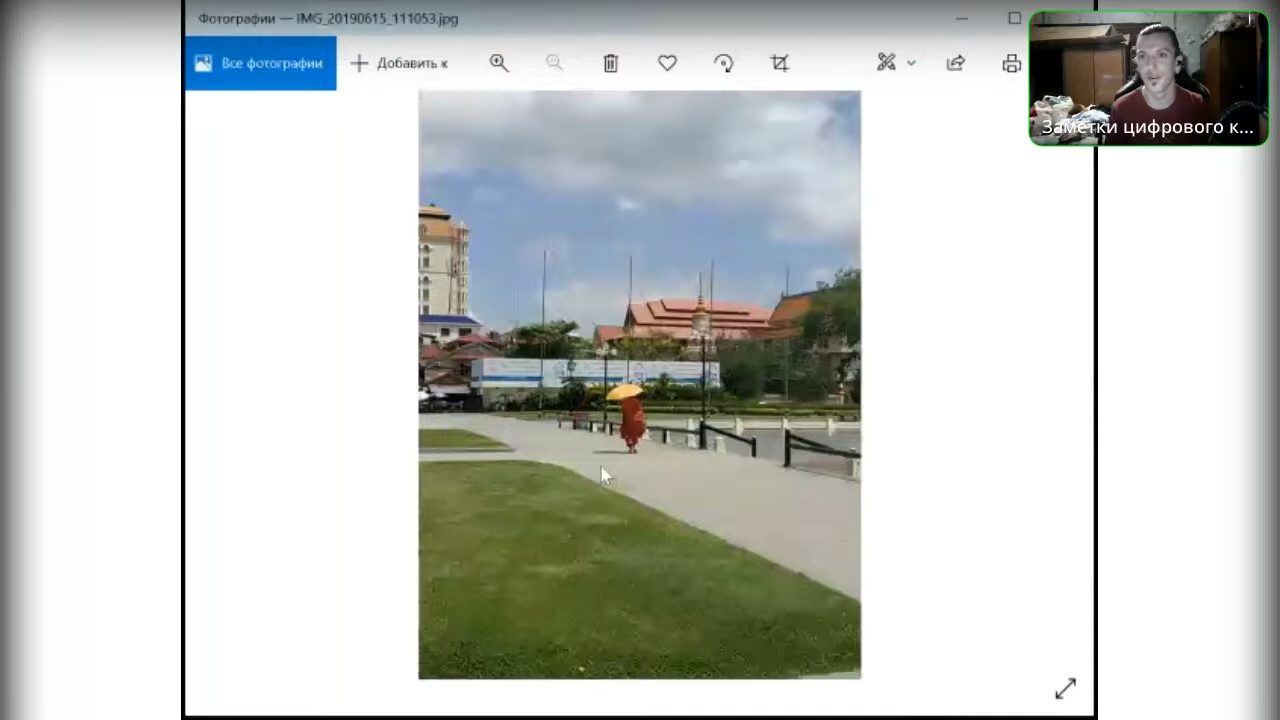 Фотографии — IMG_20190615_111053.jpg
Все фотографии
Добавить к
Заметки цифрового к...